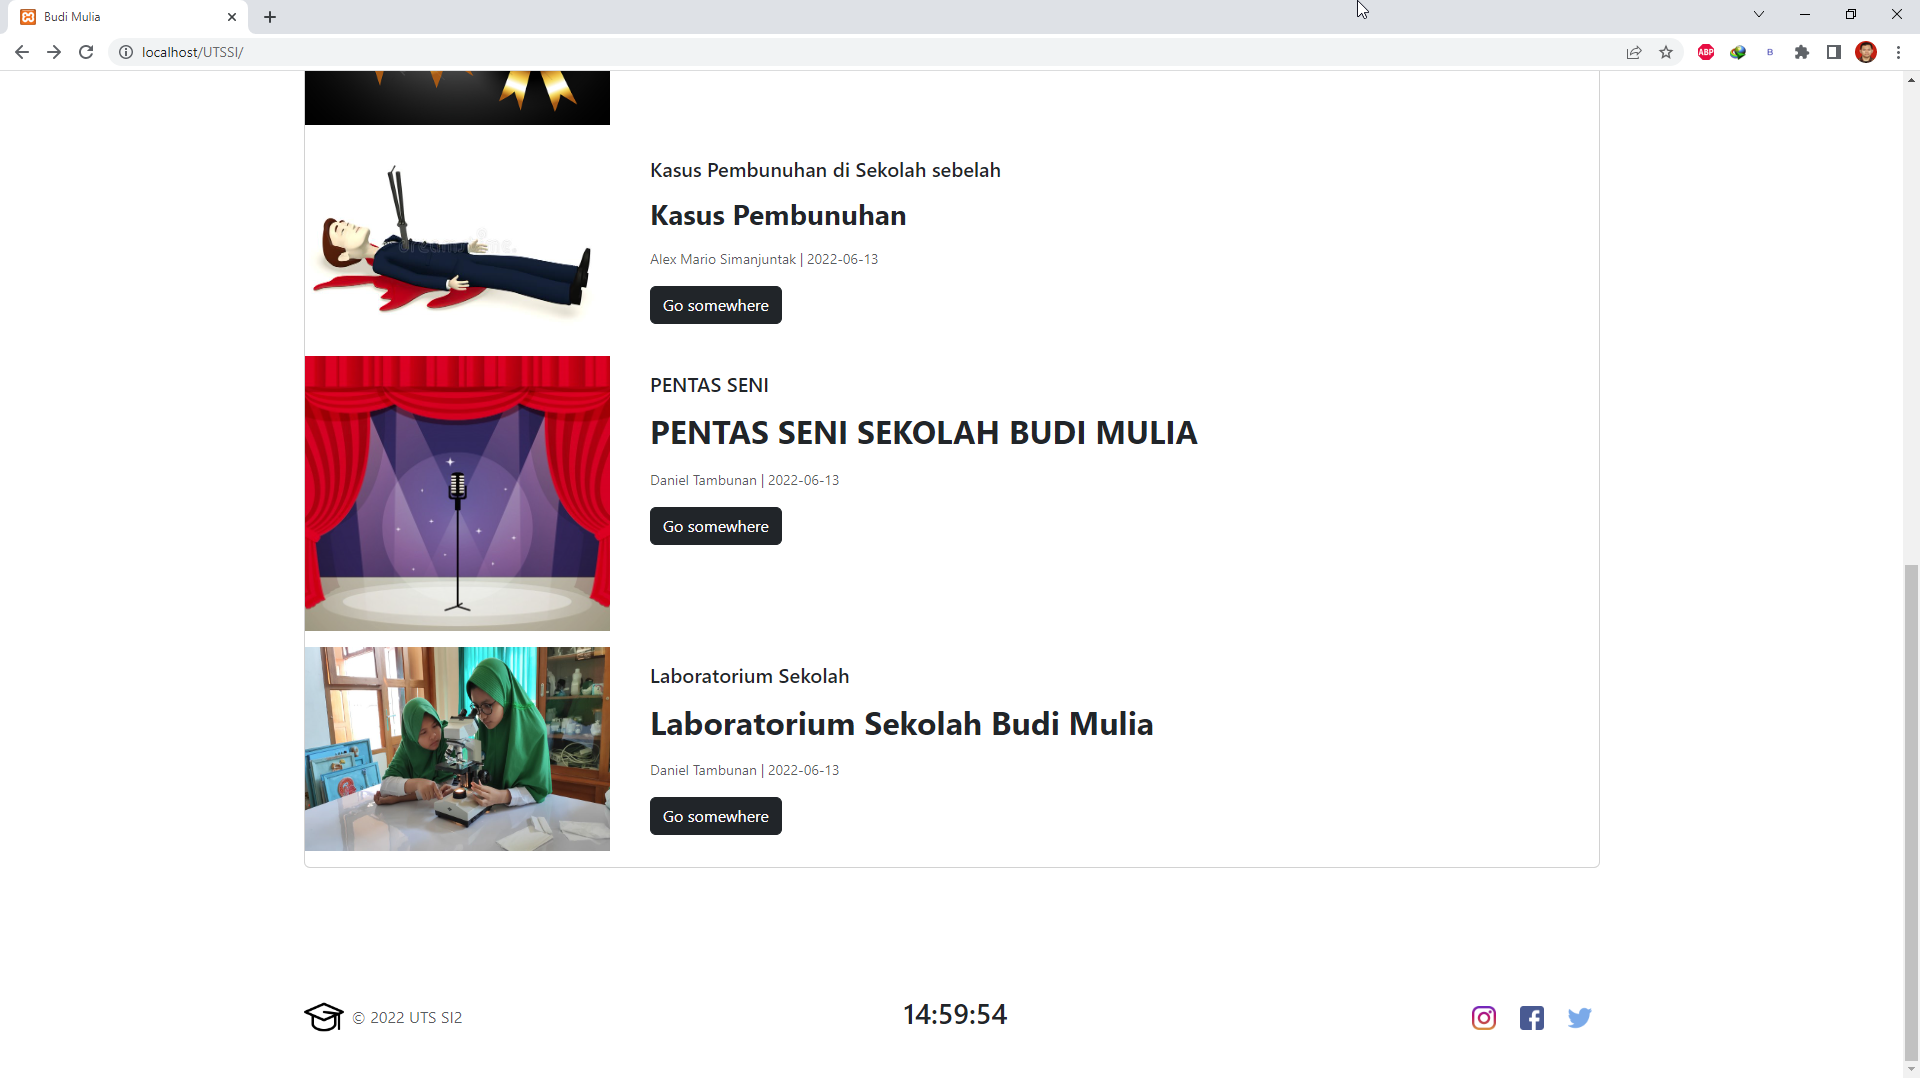 Budi Mulia
localhost/UTSSI/
ABP
B
Kasus Pembunuhan di Sekolah sebelah
Kasus Pembunuhan
Alex Mario Simanjuntak | 2022-06-13
Go somewhere
PENTAS SENI
PENTAS SENI SEKOLAH BUDI MULIA
Daniel Tambunan | 2022-06-13
Go somewhere
Laboratorium Sekolah
Laboratorium Sekolah Budi Mulia
Daniel Tambunan | 2022-06-13
Go somewhere
© 2022 UTS SI2
14:59:54